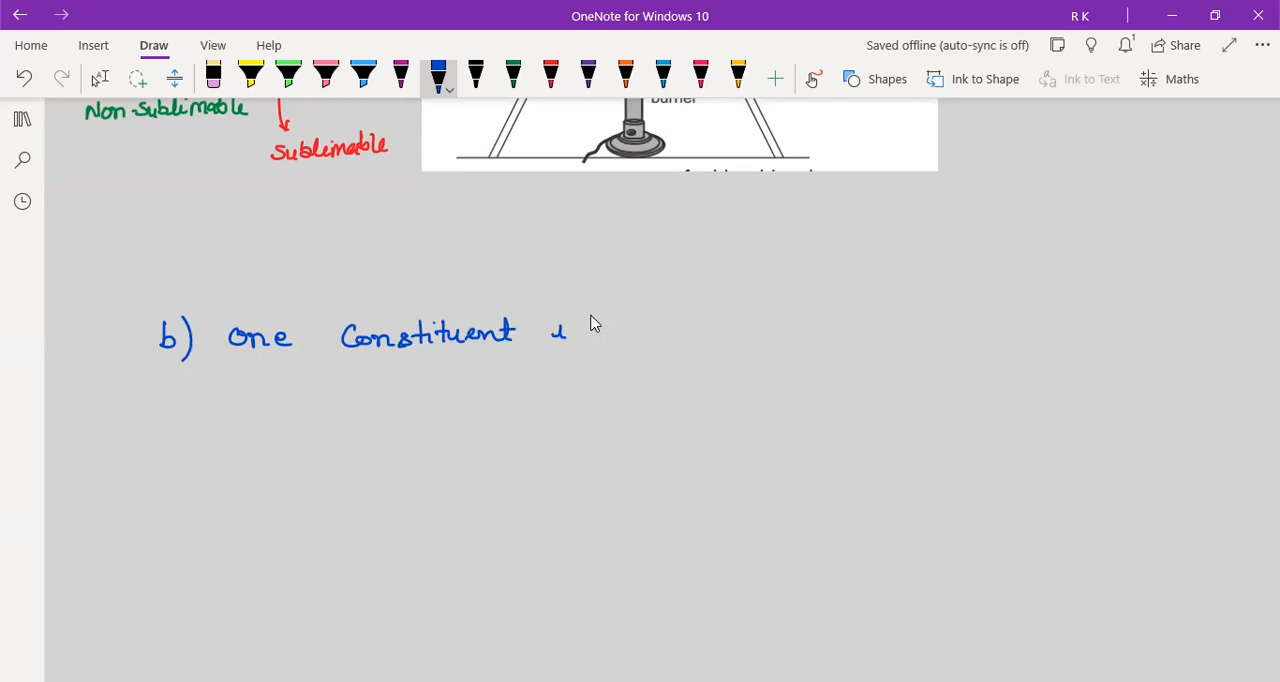 OneNote for Windows 10
R K
Home Insert Draw View Help
Saved offline (auto-sync is off)
1
Share
Shapes
Ink to Shape
Ink to Text
Maths
Non-Sublimable
Sublimable
burner
b) One Constituent i